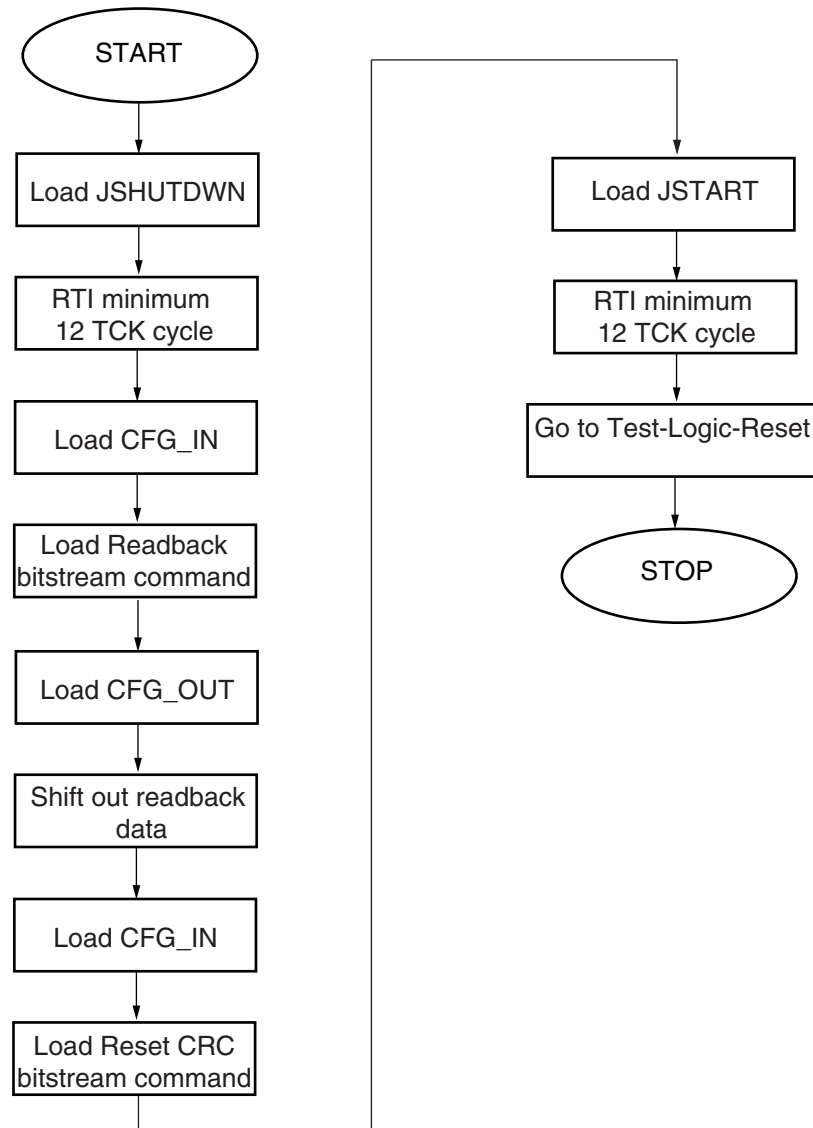 START
Load JSHUTDWN
RTI minimum
12 TCK cycle
Load CFG_IN
Load Readback
bitstream command
Load CFG_OUT
Shift out readback
data
Load CFG_IN
Load Reset CRC
bitstream command
Load JSTART
RTI minimum
12 TCK cycle
Go to Test-Logic-Reset
STOP